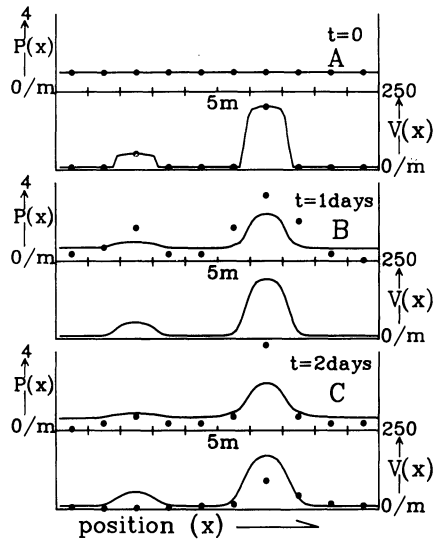 4
P(x)
0/m
t=0
A
5m
250
V(x)
0/m
4
P(x)
0/m
t=1days
B
5m
250
V(x)
0/m
4
P(x)
0/m
t=2days
C
5m
250
V(x)
0/m
position (x)